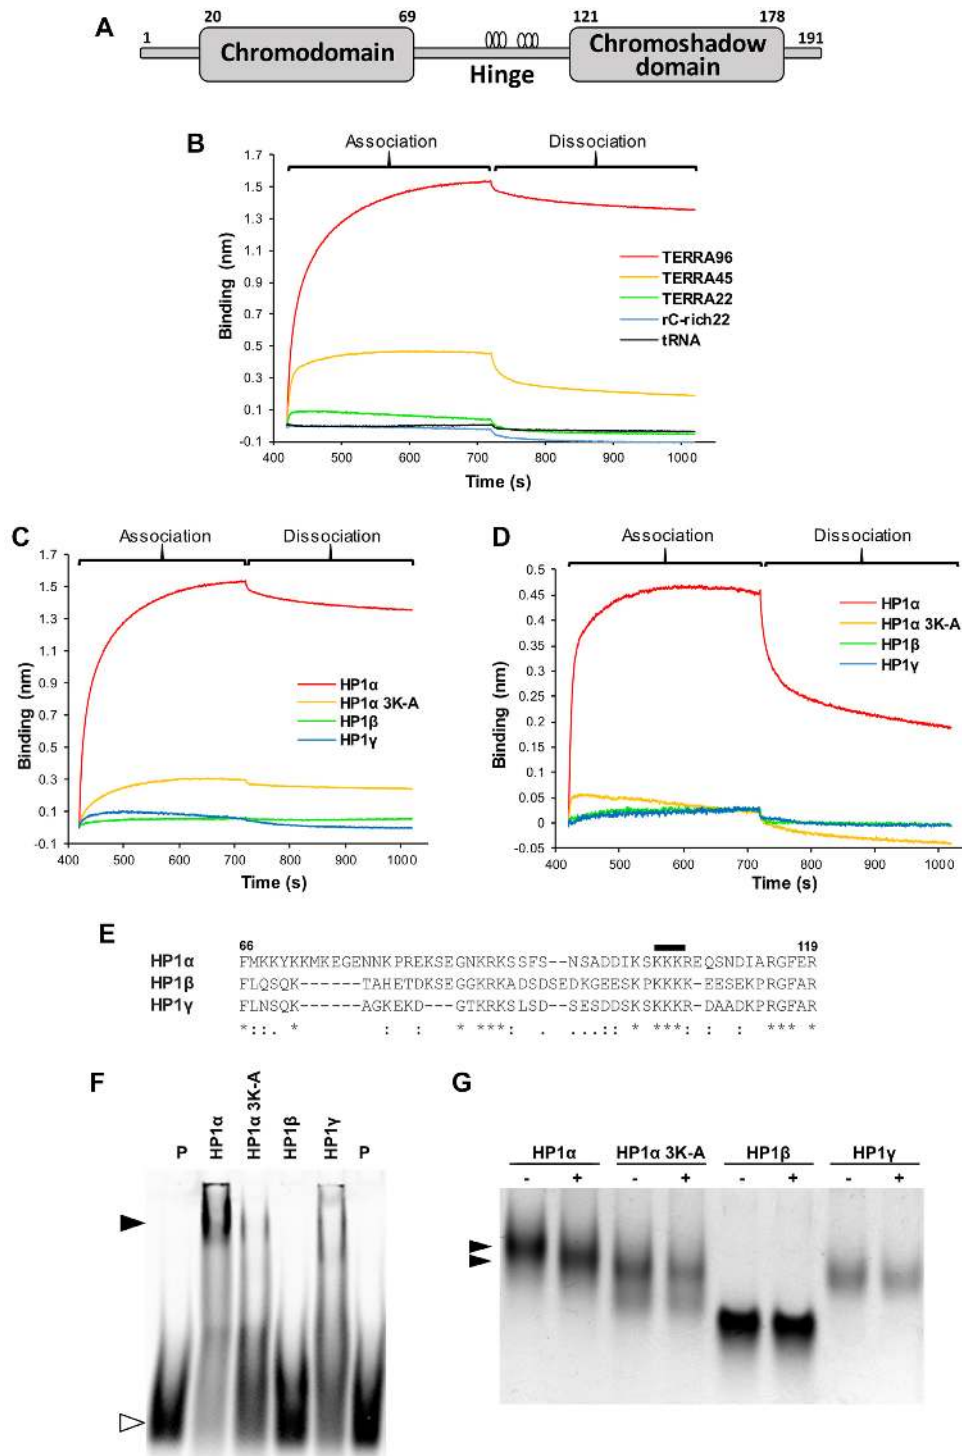 A
1
20
69
121
178
191
Chromodomain
Hinge
Chromoshadow
domain
B
Association
Dissociation
1.7
1.5
1.3
1.1
0.9
0.7
0.5
0.3
0.1
-0.1
Binding (nm)
TERRA96
TERRA45
TERRA22
rC-rich22
tRNA
400 500 600 700 800 900 1000
Time (s)
C
Association
Dissociation
1.7
1.5
1.3
1.1
0.9
0.7
0.5
0.3
0.1
-0.1
Binding (nm)
HP1α
HP1α 3K-A
HP1β
HP1γ
400 500 600 700 800 900 1000
Time (s)
D
Association
Dissociation
0.5
0.45
0.4
0.35
0.3
0.25
0.2
0.15
0.1
0.05
0
-0.05
Binding (nm)
HP1α
HP1α 3K-A
HP1β
HP1γ
400 500 600 700 800 900 1000
Time (s)
E
66 119
HP1α FMKKYKKMKEGENNKPREKSEGNKRKSSFS--NSADDIKSKKKREQSNDIARGFER
HP1β FLQSQK------TAHETDKSEGGKRKADSDSEDKGEESKPKKKK-EESEKPRGFAR
HP1γ FLNSQK------AGKEKD---GTKRKSLSD--SESDDSKSKKKR-DAADKPRGFAR
*::. * : : * ***: . ...:: * *** : : : *** *
F
P HP1α HP1α 3K-A HP1β HP1γ P
G
HP1α HP1α 3K-A HP1β HP1γ
- + - + - + - +